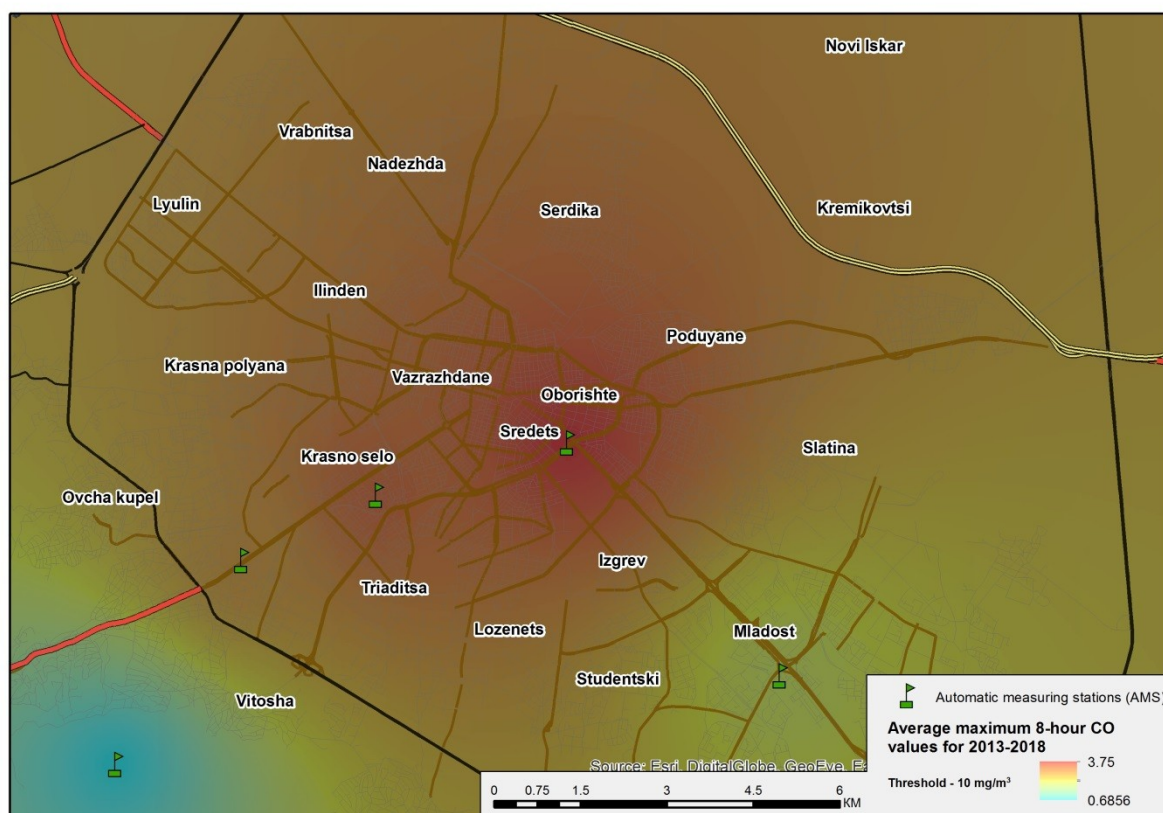 Novi Iskar
Vrabnitsa
Nadezhda
Lyulin
Serdika
Kremikovtsi
Ilinden
Poduyane
Krasna polyana
Vazrazhdane
Oborishte
Sredets
Slatina
Krasno selo
Ovcha kupel
Izgrev
Triaditsa
Lozenets
Mladost
Studentski
Vitosha
Source: Esri, DigitalGlobe, GeoEye,
0 0.75 1.5 3 4.5 6
KM
Automatic measuring stations (AMS)
Average maximum 8-hour CO
values for 2013-2018
Threshold - 10 mg/m³
3.75
0.6856